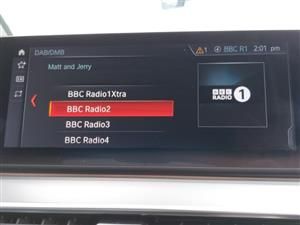 DAB/DMB
1 BBC R1 2:01 pm
Matt and Jerry
BBC Radio1Xtra
BBC Radio2
BBC Radio3
BBC Radio4
BBC
RADIO 1